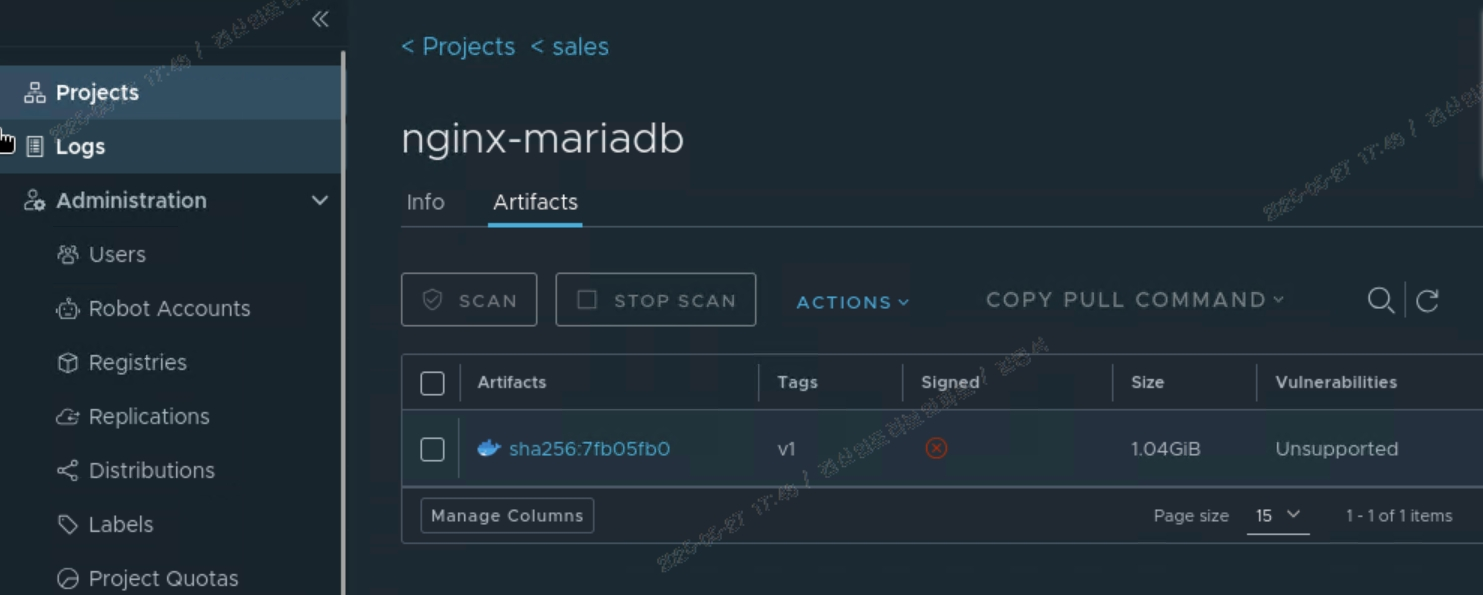 < Projects < sales
Projects
Logs
Administration
Users
Robot Accounts
Registries
Replications
Distributions
Labels
Project Quotas
nginx-mariadb
Info Artifacts
SCAN STOP SCAN ACTIONS COPY PULL COMMAND
Artifacts Tags Signed Size Vulnerabilities
sha256:7fb05fb0 v1 1.04GiB Unsupported
Manage Columns Page size 15 1 - 1 of 1 items